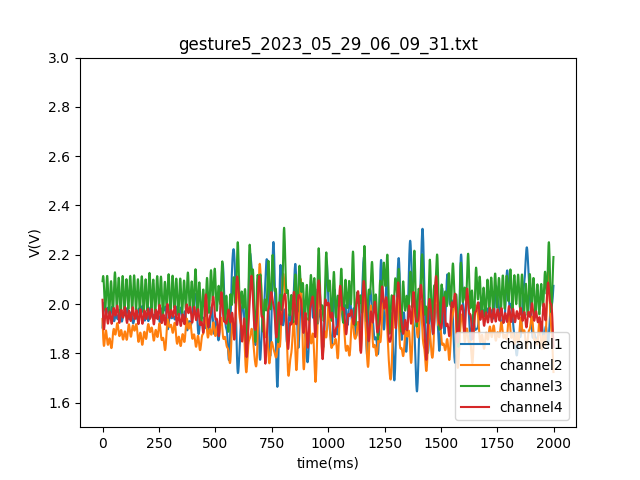 gesture5_2023_05_29_06_09_31.txt
3.0
2.8
2.6
2.4
2.2
2.0
1.8
1.6
V(V)
0 250 500 750 1000 1250 1500 1750 2000
time(ms)
channel1
channel2
channel3
channel4